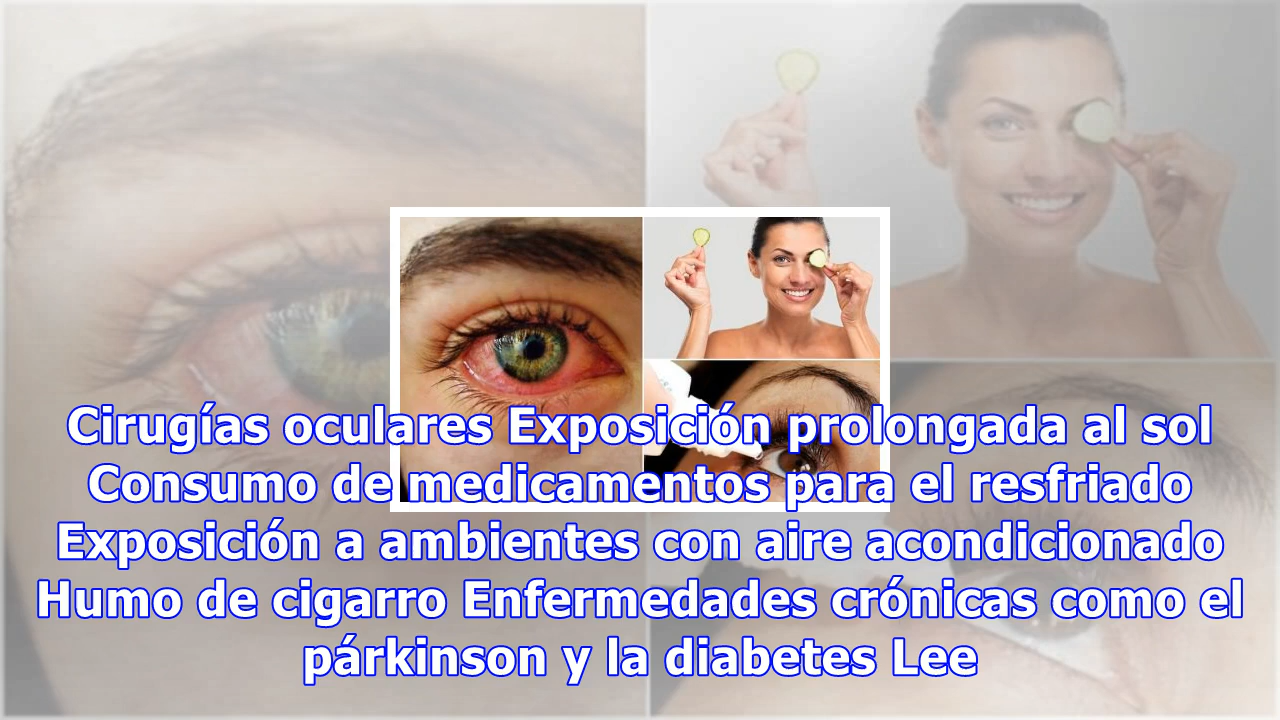 Cirugías oculares Exposición prolongada al sol
Consumo de medicamentos para el resfriado
Exposición a ambientes con aire acondicionado
Humo de cigarro Enfermedades crónicas como el
párkinson y la diabetes Lee